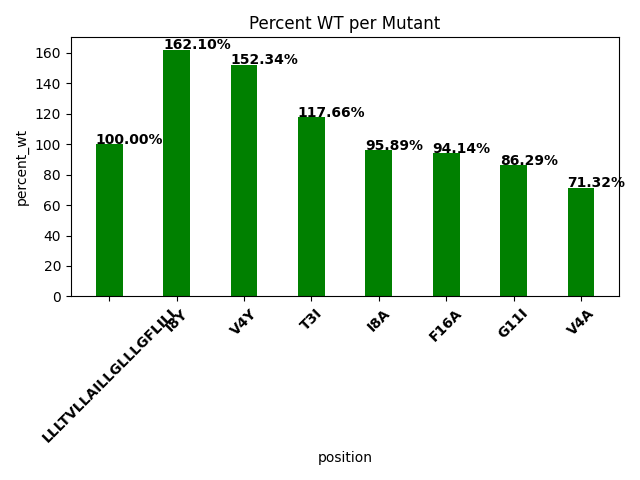 Percent WT per Mutant
percent_wt
160
140
120
100
80
60
40
20
0
100.00%
162.10%
152.34%
117.66%
95.89%
94.14%
86.29%
71.32%
LLLTVLLAILLGLLLGFLILL
I8Y
V4Y
T3I
I8A
F16A
G11I
V4A
position